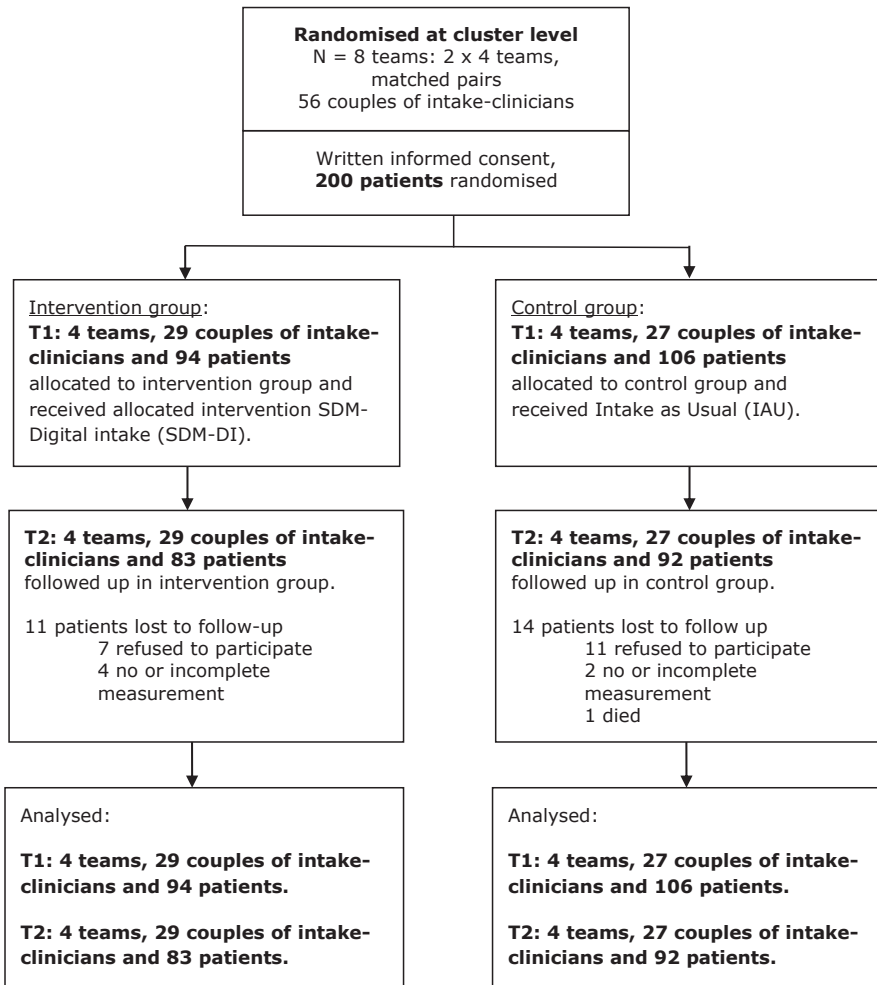 Randomised at cluster level
N = 8 teams: 2 x 4 teams,
matched pairs
56 couples of intake-clinicians
Written informed consent,
200 patients randomised
Intervention group:
T1: 4 teams, 29 couples of intake-
clinicians and 94 patients
allocated to intervention group and
received allocated intervention SDM-
Digital intake (SDM-DI).
Control group:
T1: 4 teams, 27 couples of intake-
clinicians and 106 patients
allocated to control group and
received Intake as Usual (IAU).
T2: 4 teams, 29 couples of intake-
clinicians and 83 patients
followed up in intervention group.
11 patients lost to follow-up
7 refused to participate
4 no or incomplete
measurement
T2: 4 teams, 27 couples of intake-
clinicians and 92 patients
followed up in control group.
14 patients lost to follow up
11 refused to participate
2 no or incomplete
measurement
1 died
Analysed:
T1: 4 teams, 29 couples of intake-
clinicians and 94 patients.
T2: 4 teams, 29 couples of intake-
clinicians and 83 patients.
Analysed:
T1: 4 teams, 27 couples of intake-
clinicians and 106 patients.
T2: 4 teams, 27 couples of intake-
clinicians and 92 patients.